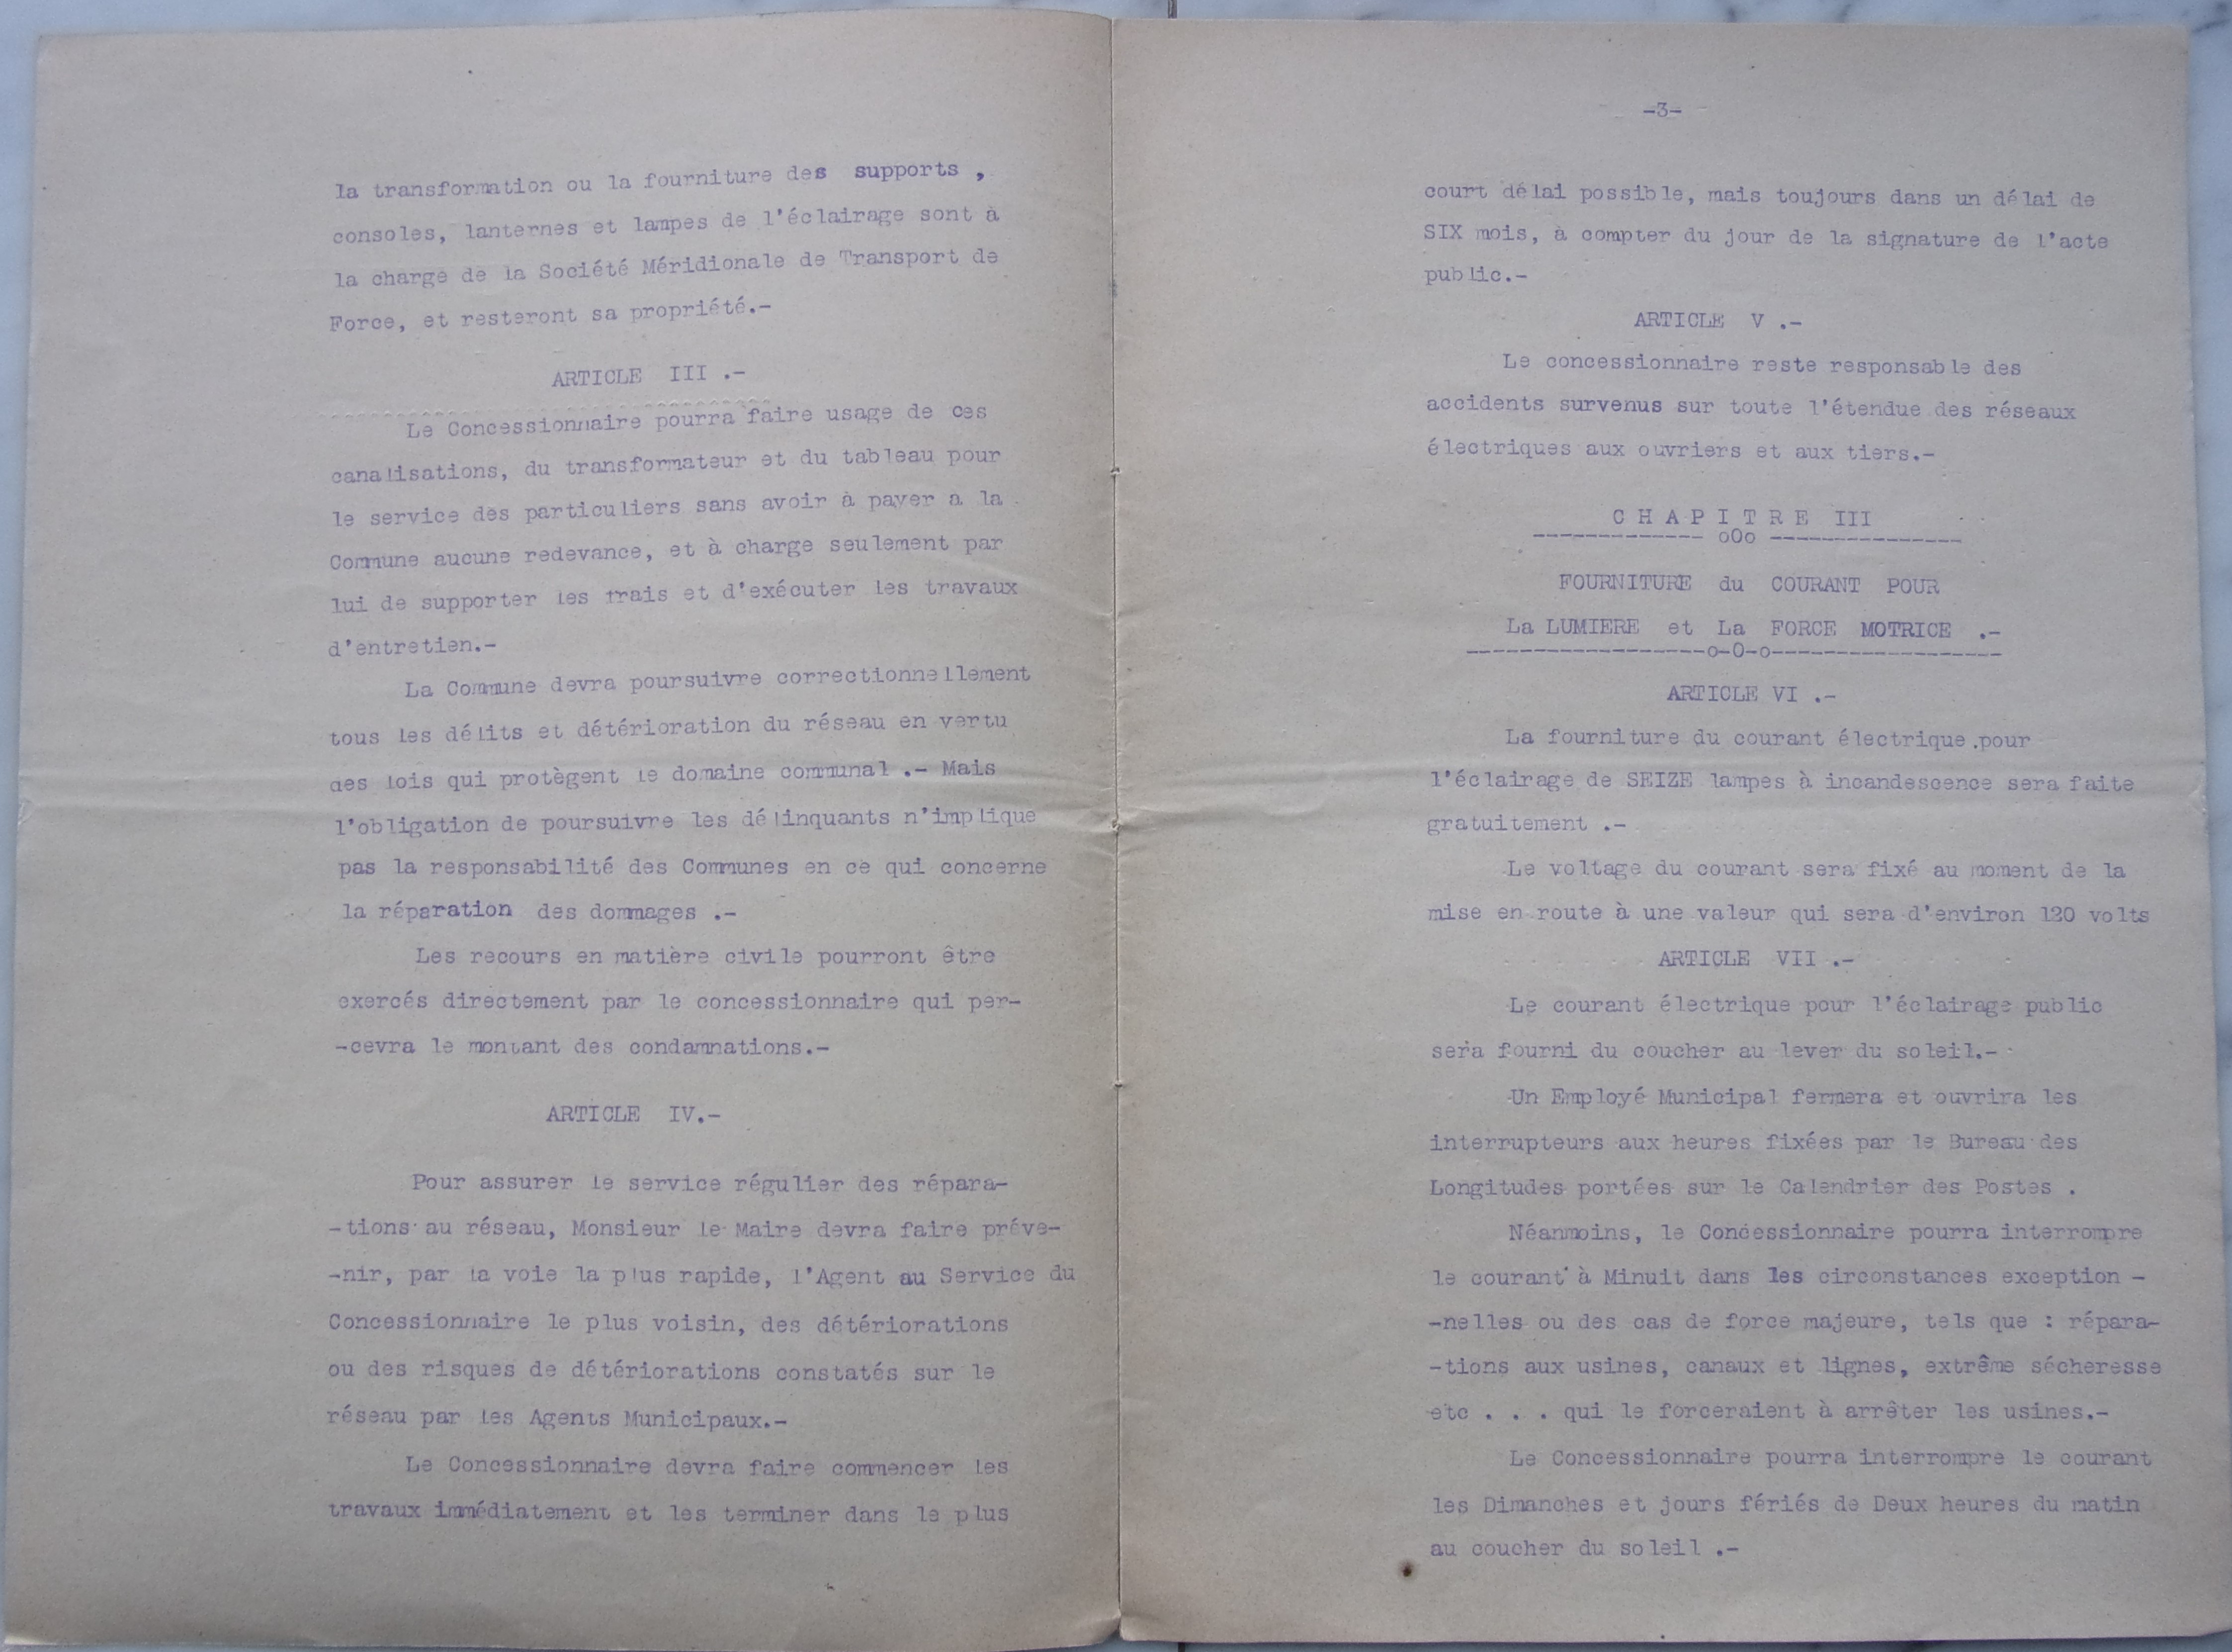 la transformation ou la fourniture des supports ,
consoles, lanternes et lampes de l'éclairage sont à
la charge de la Société Méridionale de Transport de
Force, et resteront sa propriété.-
ARTICLE III .-
Le Concessionnaire pourra faire usage de ces
canalisations, du transformateur et du tableau pour
le service des particuliers sans avoir à payer a la
Commune aucune redevance, et à charge seulement par
lui de supporter les frais et d'exécuter les travaux
d'entretien.-
La Commune devra poursuivre correctionnellement
tous les délits et détérioration du réseau en vertu
des lois qui protègent le domaine communal .- Mais
l'obligation de poursuivre les délinquants n'implique
pas la responsabilité des Communes en ce qui concerne
la réparation des dommages .-
Les recours en matière civile pourront être
exercés directement par le concessionnaire qui per-
-cevra le montant des condamnations.-
ARTICLE IV.-
Pour assurer le service régulier des répara-
-tions au réseau, Monsieur le Maire devra faire préve-
-nir, par la voie la plus rapide, l'Agent au Service du
Concessionnaire le plus voisin, des détériorations
ou des risques de détériorations constatés sur le
réseau par les Agents Municipaux.-
Le Concessionnaire devra faire commencer les
travaux immédiatement et les terminer dans le plus
-3-
court délai possible, mais toujours dans un délai de
SIX mois, à compter du jour de la signature de l'acte
public.-
ARTICLE V .-
Le concessionnaire reste responsable des
accidents survenus sur toute l'étendue des réseaux
électriques aux ouvriers et aux tiers.-
C H A P I T R E III
------------- oOo ---------------
FOURNITURE du COURANT POUR
La LUMIERE et La FORCE MOTRICE .-
------------------o-O-o------------------
ARTICLE VI .-
La fourniture du courant électrique.pour
l'éclairage de SEIZE lampes à incandescence sera faite
gratuitement .-
Le voltage du courant sera fixé au moment de la
mise en route à une valeur qui sera d'environ 120 volts
ARTICLE VII .-
Le courant électrique pour l'éclairage public
sera fourni du coucher au lever du soleil.-
Un Employé Municipal fermera et ouvrira les
interrupteurs aux heures fixées par le Bureau des
Longitudes portées sur le Calendrier des Postes .
Néanmoins, le Concessionnaire pourra interrompre
le courant à Minuit dans les circonstances exception -
-nelles ou des cas de force majeure, tels que : répara-
-tions aux usines, canaux et lignes, extrême sécheresse
etc . . . qui le forceraient à arrêter les usines.-
Le Concessionnaire pourra interrompre le courant
les Dimanches et jours fériés de Deux heures du matin
au coucher du soleil .-